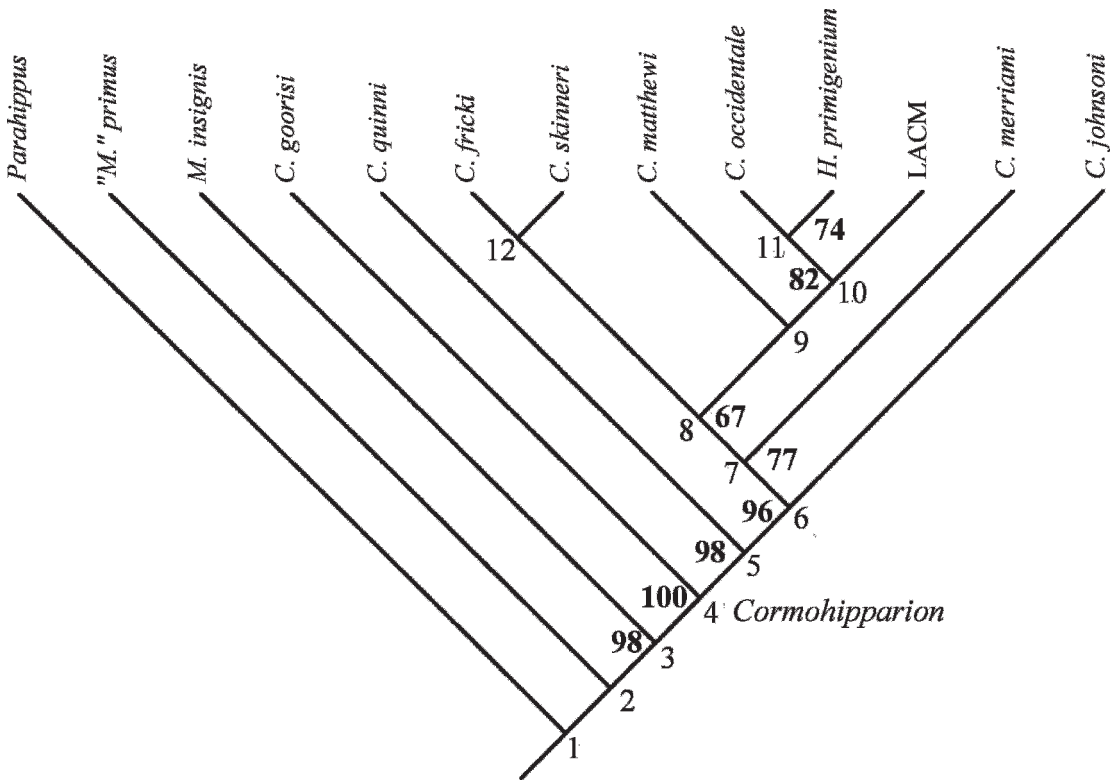 Parahippus
"M." primus
M. insignis
C. goorisi
C. quinni
C. fricki
C. skinneri
C. matthewi
C. occidentale
H. primigenium
LACM
C. merriami
C. johnsoni
12
11
74
82
10
9
8
67
7
77
96
6
98
5
100
4 Cormohipparion
98
3
2
1